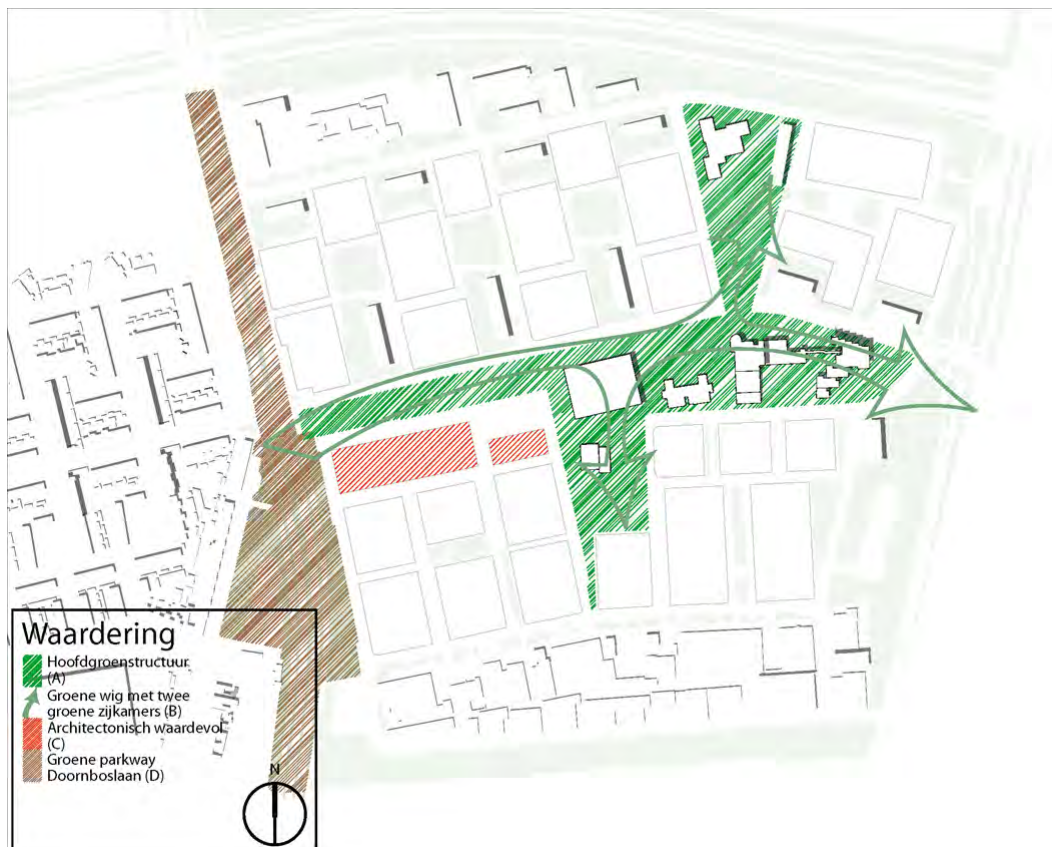 Waardering
Hoofdgroenstructuur
(A)
Groene wig met twee
groene zijkamers (B)
Architectonisch waardevol
(C)
Groene parkway
Doornboslaan (D)
N